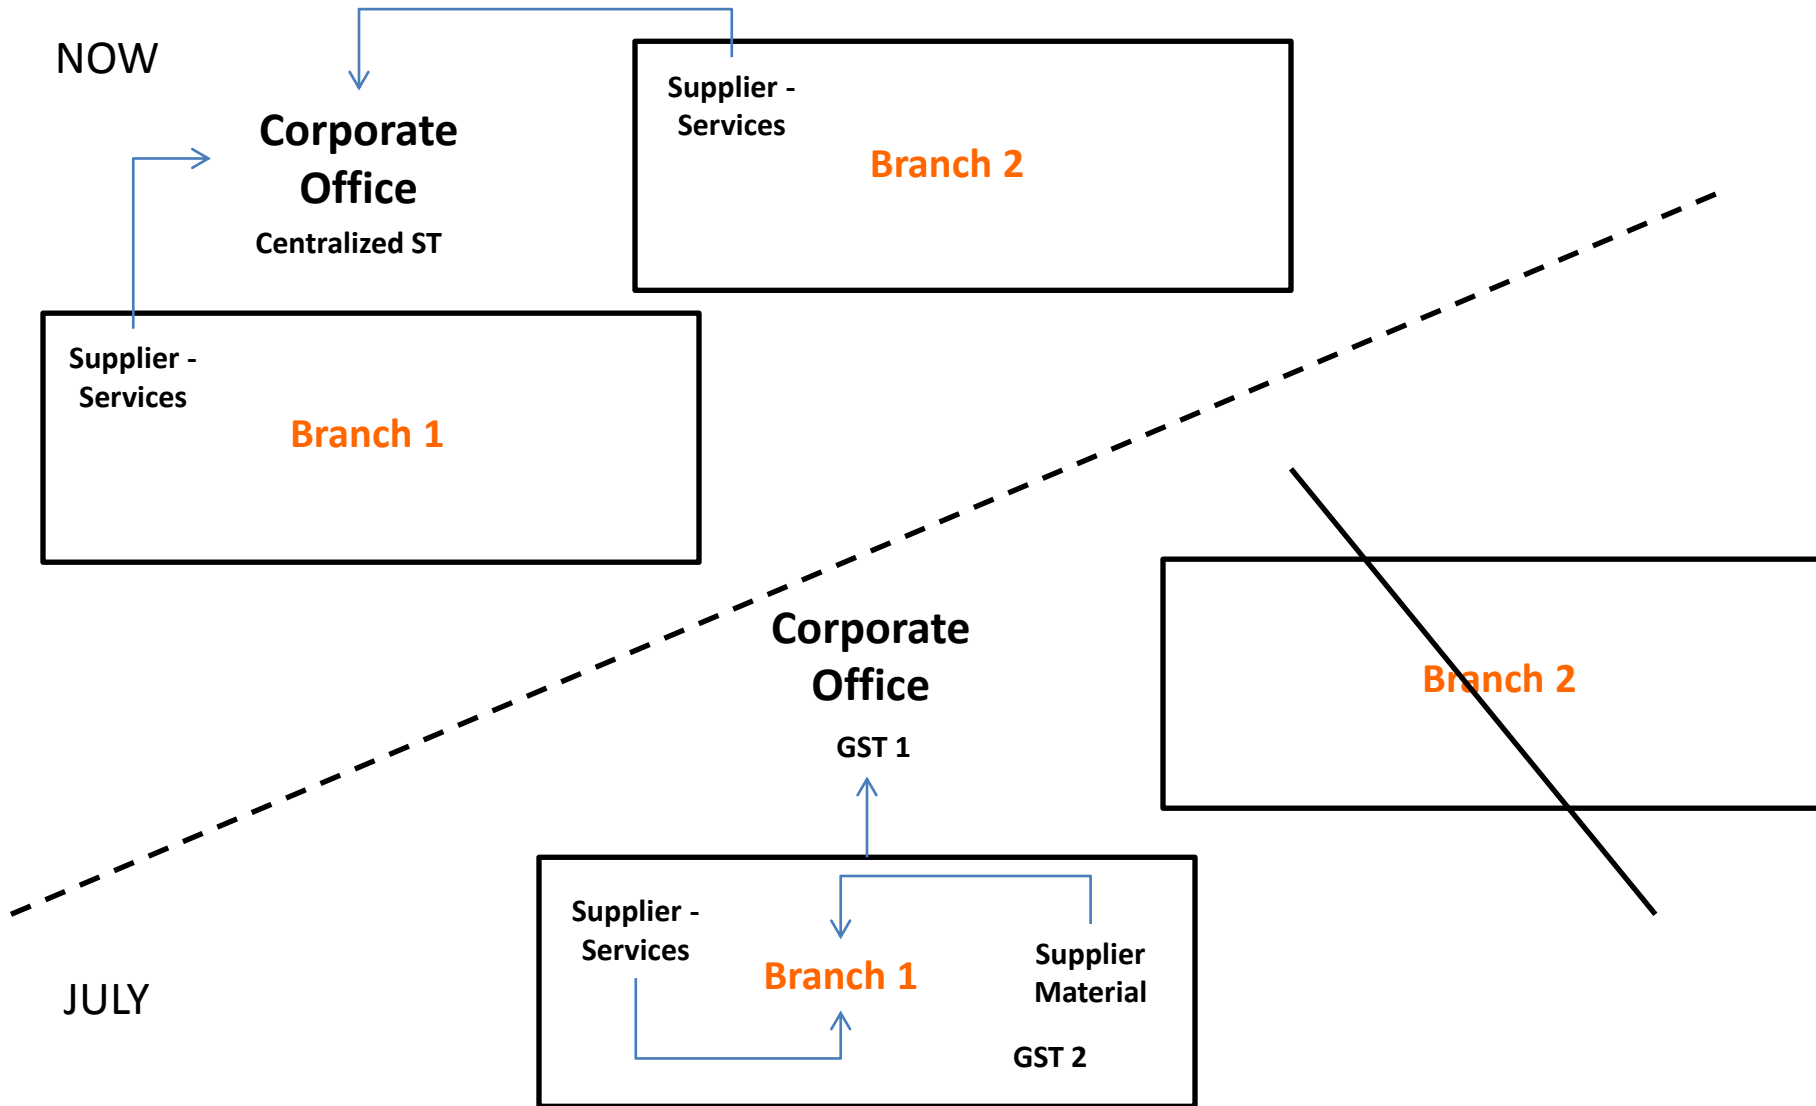 NOW
Corporate
Office
Centralized ST
Supplier -
Services
Branch 2
Supplier -
Services
Branch 1
Corporate
Office
GST 1
Branch 2
Supplier -
Services
Branch 1
Supplier
Material
GST 2
JULY